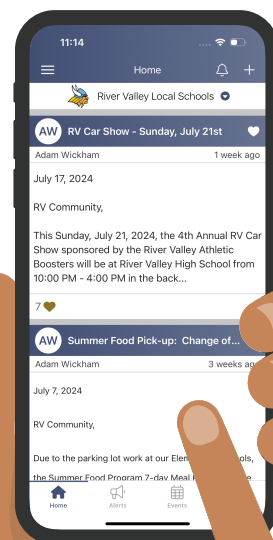 11:14
Home
River Valley Local Schools
AW RV Car Show - Sunday, July 21st
Adam Wickham 1 week ago
July 17, 2024
RV Community,
This Sunday, July 21, 2024, the 4th Annual RV Car
Show sponsored by the River Valley Athletic
Boosters will be at River Valley High School from
10:00 PM - 4:00 PM in the back...
7
AW Summer Food Pick-up: Change of...
Adam Wickham 3 weeks ago
July 7, 2024
RV Community,
Due to the parking lot work at our
the Summer Food Program 7-day Meal
Home Alerts Events